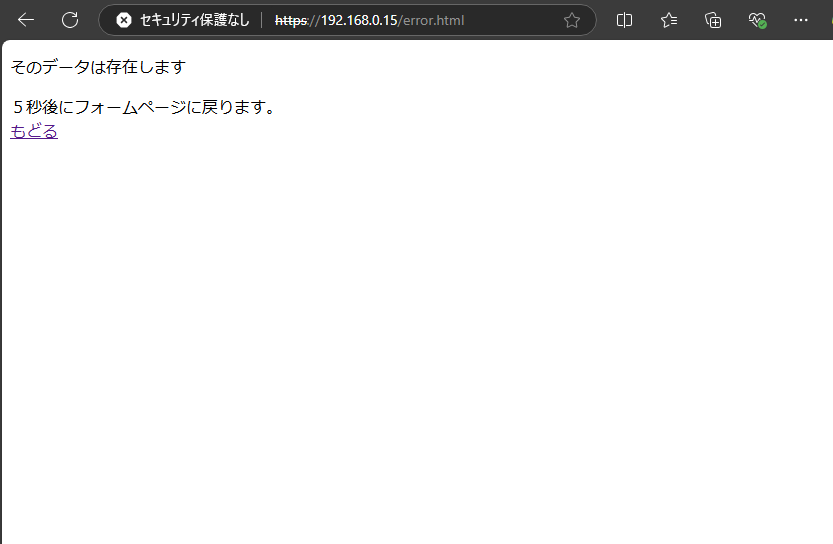 セキュリティ保護なし | https://192.168.0.15/error.html
そのデータは存在します
５秒後にフォームページに戻ります。
もどる